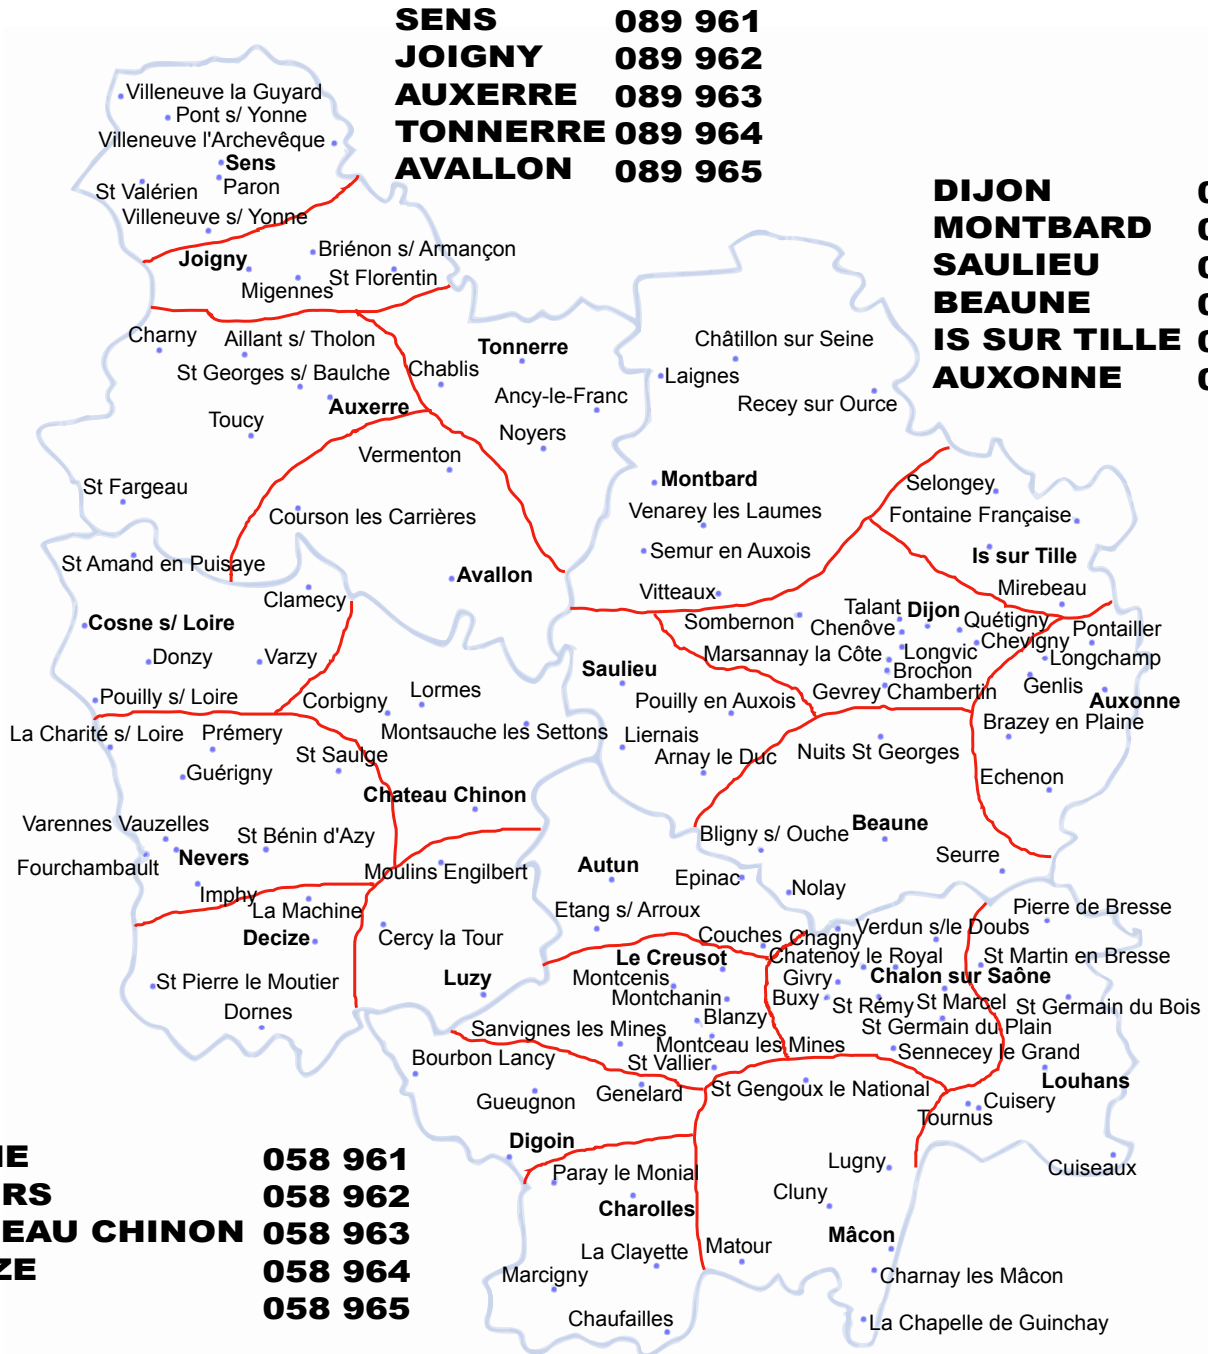 SENS 089 961
JOIGNY 089 962
AUXERRE 089 963
TONNERRE 089 964
AVALLON 089 965
DIJON 0
MONTBARD 0
SAULIEU 0
BEAUNE 0
IS SUR TILLE 0
AUXONNE 0
Villeneuve la Guyard
Pont s/ Yonne
Villeneuve l'Archevêque
Sens
Paron
St Valérien
Villeneuve s/ Yonne
Joigny
Briénon s/ Armançon
St Florentin
Migennes
Charny
Aillant s/ Tholon
St Georges s/ Baulche
Chablis
Auxerre
Toucy
Tonnerre
Ancy-le-Franc
Noyers
Vermenton
St Fargeau
Courson les Carrières
Avallon
Châtillon sur Seine
Laignes
Recey sur Ource
Montbard
Venarey les Laumes
Semur en Auxois
Vitteaux
Selongey
Fontaine Française
Is sur Tille
Mirebeau
St Amand en Puisaye
Clamecy
Cosne s/ Loire
Donzy
Varzy
Pouilly s/ Loire
Corbigny
Lormes
Montsauche les Settons
Sombernon
Talant
Dijon
Chenôve
Quétigny
Chevigny
Marsannay la Côte
Longvic
Brochon
Gevrey Chambertin
Pontailler
Longchamp
Genlis
Auxonne
Brazey en Plaine
Echenon
Saulieu
Pouilly en Auxois
Liernais
Arnay le Duc
Nuits St Georges
La Charité s/ Loire
Prémery
St Saulge
Guérigny
Chateau Chinon
Varennes Vauzelles
St Bénin d'Azy
Nevers
Fourchambault
Imphy
Moulins Engilbert
La Machine
Decize
Cercy la Tour
St Pierre le Moutier
Dornes
Luzy
Bligny s/ Ouche
Beaune
Seurre
Autun
Epinac
Nolay
Etang s/ Arroux
Couches
Chagny
Verdun s/le Doubs
Pierre de Bresse
Le Creusot
Chatenoy le Royal
St Martin en Bresse
Montcenis
Givry
Chalon sur Saône
Montchanin
Buxy
St Rémy
St Marcel
St Germain du Bois
Blanzy
St Germain du Plain
Sanvignes les Mines
Montceau les Mines
Sennecey le Grand
Bourbon Lancy
St Vallier
Louhans
Gueugnon
Genelard
St Gengoux le National
Cuisery
Tournus
Digoin
Paray le Monial
Lugny
Cuiseaux
Charolles
Cluny
La Clayette
Matour
Mâcon
Marcigny
Charnay les Mâcon
Chaufailles
La Chapelle de Guinchay
NE 058 961
RS 058 962
EAU CHINON 058 963
ZE 058 964
058 965